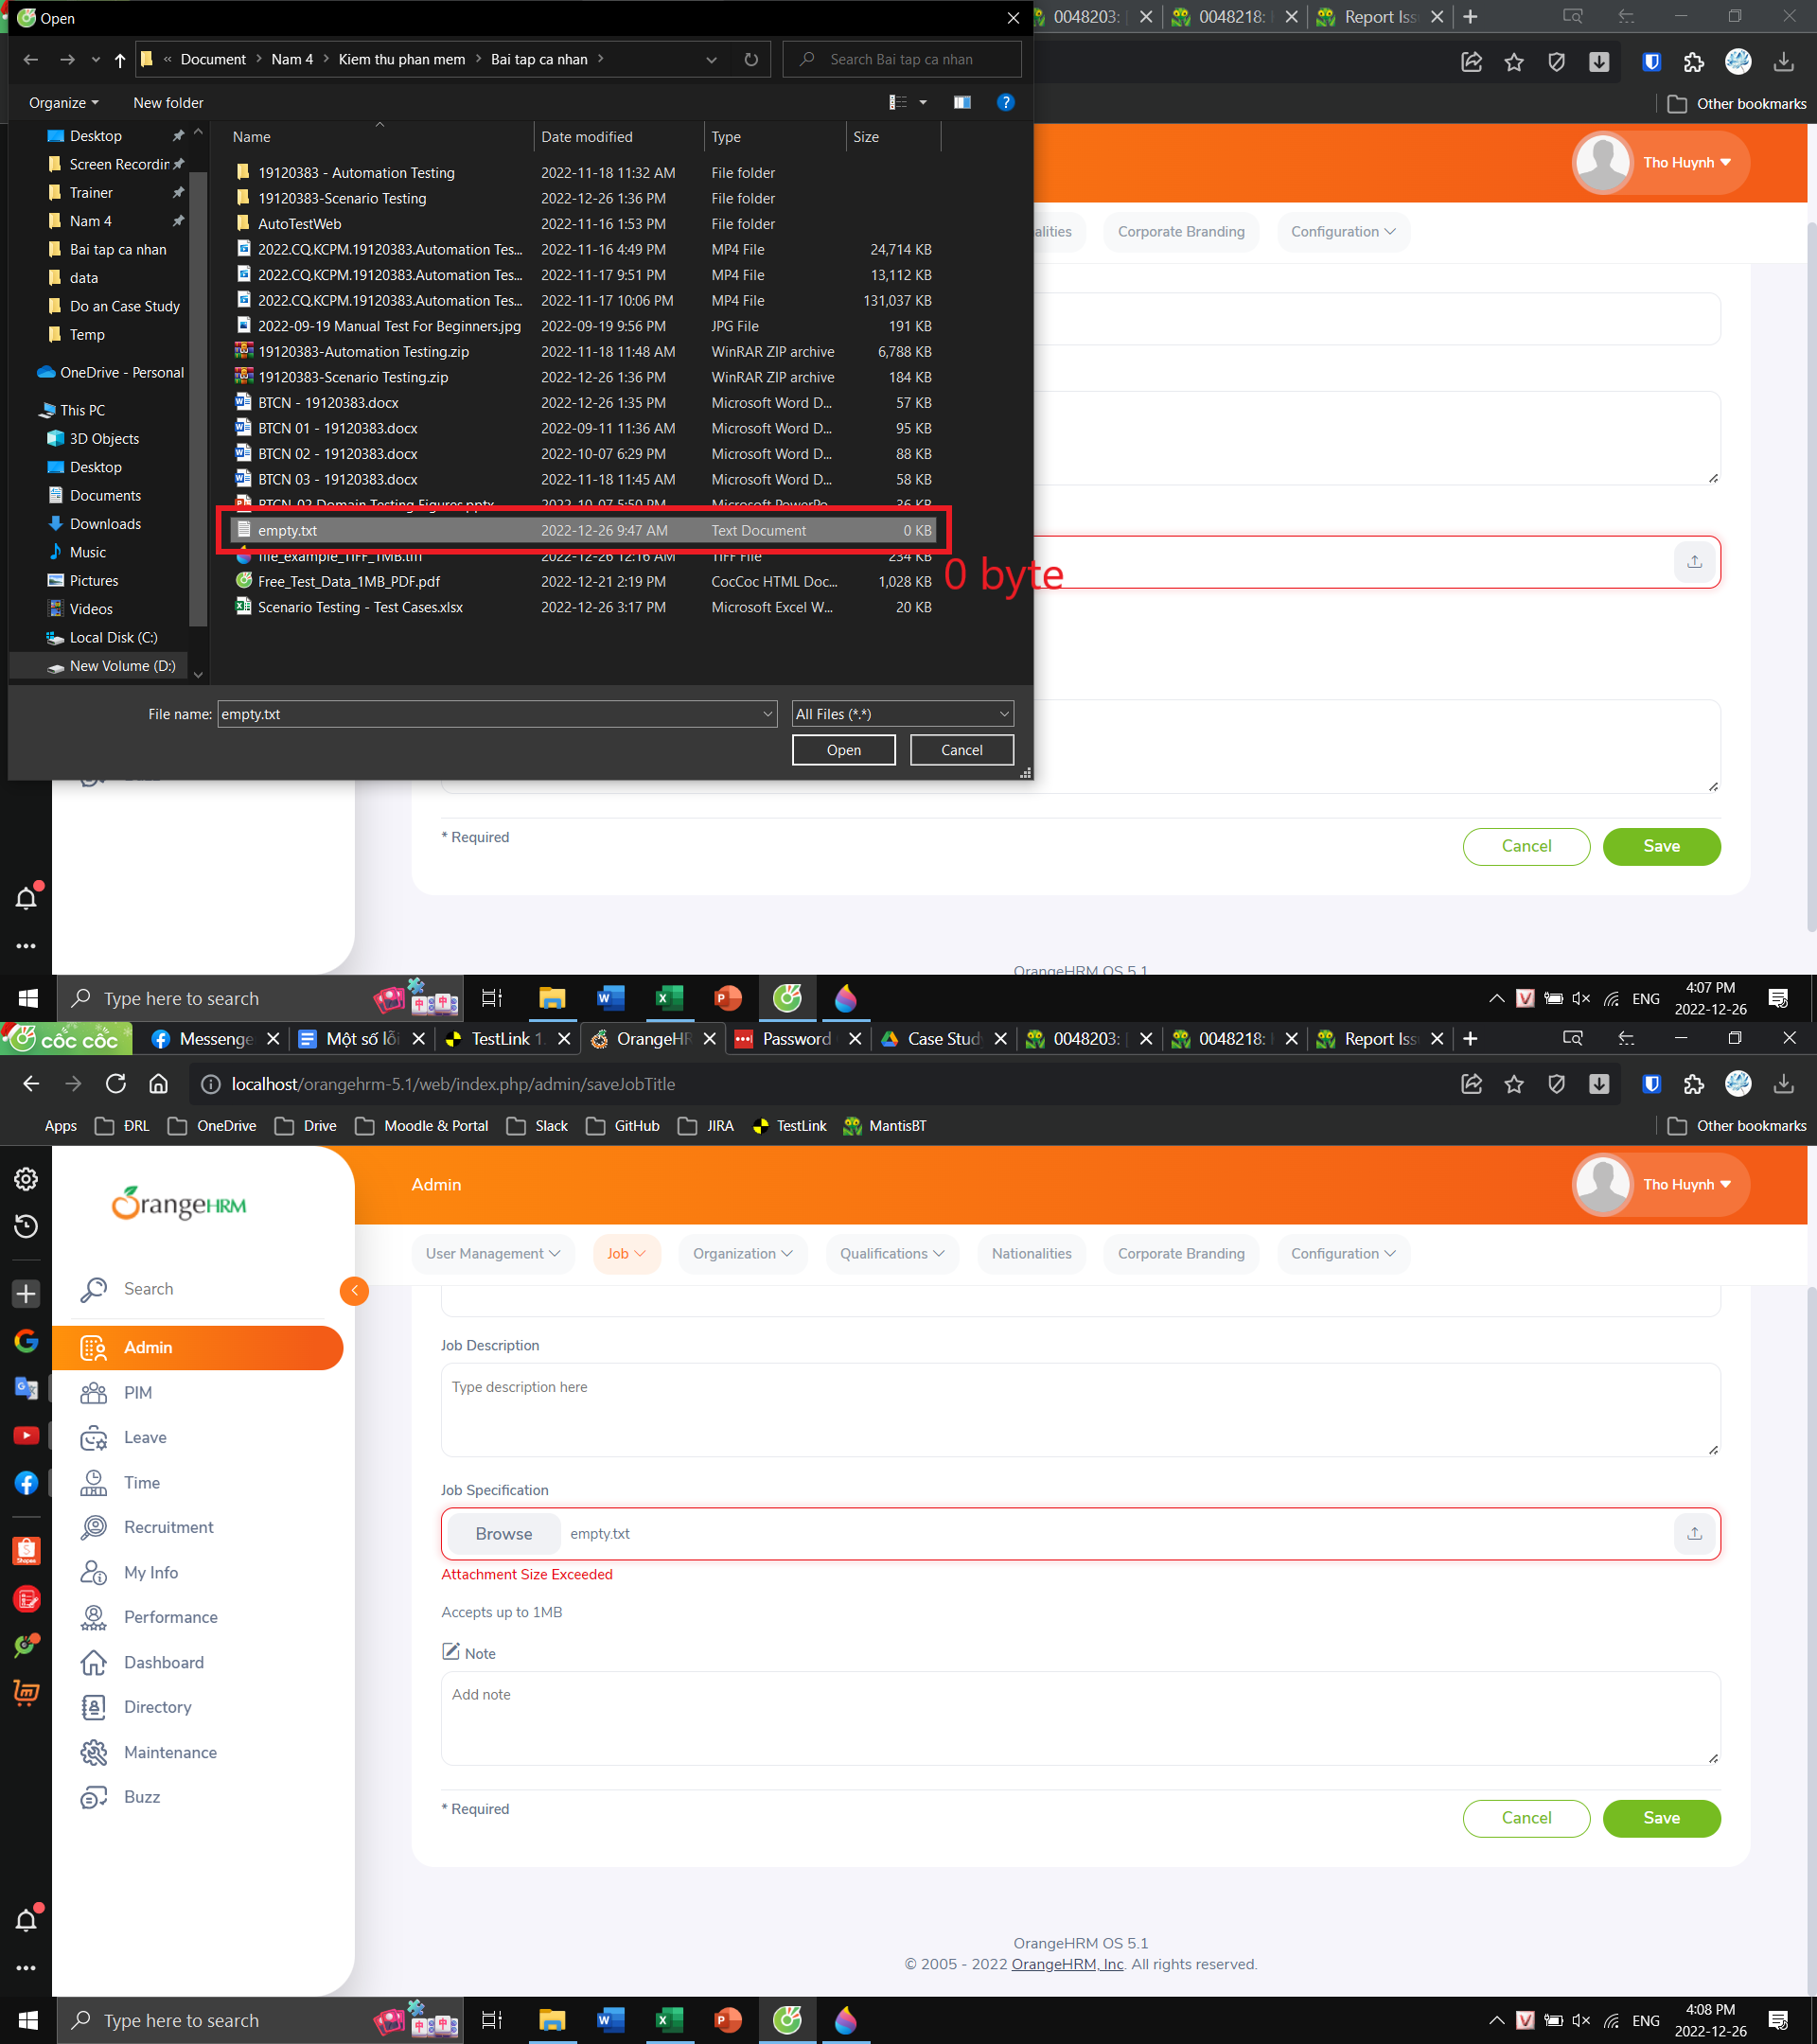 Open
0048203:
0048218:
Report Iss
« Document > Nam 4 > Kiem thu phan mem > Bai tap ca nhan >
Search Bai tap ca nhan
Organize
New folder
Other bookmarks
Name
Date modified
Type
Size
Desktop
Screen Recordin
Trainer
Nam 4
Bai tap ca nhan
data
Do an Case Study
Temp
OneDrive - Personal
This PC
3D Objects
Desktop
Documents
Downloads
Music
Pictures
Videos
Local Disk (C:)
New Volume (D:)
19120383 - Automation Testing 2022-11-18 11:32 AM File folder
19120383-Scenario Testing 2022-12-26 1:36 PM File folder
AutoTestWeb 2022-11-16 1:53 PM File folder
2022.CQ.KCPM.19120383.Automation Tes... 2022-11-16 4:49 PM MP4 File 24,714 KB
2022.CQ.KCPM.19120383.Automation Tes... 2022-11-17 9:51 PM MP4 File 13,112 KB
2022.CQ.KCPM.19120383.Automation Tes... 2022-11-17 10:06 PM MP4 File 131,037 KB
2022-09-19 Manual Test For Beginners.jpg 2022-09-19 9:56 PM JPG File 191 KB
19120383-Automation Testing.zip 2022-11-18 11:48 AM WinRAR ZIP archive 6,788 KB
19120383-Scenario Testing.zip 2022-12-26 1:36 PM WinRAR ZIP archive 184 KB
BTCN - 19120383.docx 2022-12-26 1:35 PM Microsoft Word D... 57 KB
BTCN 01 - 19120383.docx 2022-09-11 11:36 AM Microsoft Word D... 95 KB
BTCN 02 - 19120383.docx 2022-10-07 6:29 PM Microsoft Word D... 88 KB
BTCN 03 - 19120383.docx 2022-11-18 11:45 AM Microsoft Word D... 58 KB
BTCN-02 Domain Testing Figures.pptx 2022-10-07 5:50 PM Microsoft PowerPo... 36 KB
empty.txt 2022-12-26 9:47 AM Text Document 0 KB
file_example_TIFF_1MB.tiff 2022-12-26 12:16 AM TIFF File 234 KB
Free_Test_Data_1MB_PDF.pdf 2022-12-21 2:19 PM CocCoc HTML Doc... 1,028 KB
Scenario Testing - Test Cases.xlsx 2022-12-26 3:17 PM Microsoft Excel W... 20 KB
0 byte
File name: empty.txt
All Files (*.*)
Open
Cancel
Tho Huynh
alities
Corporate Branding
Configuration
* Required
Cancel
Save
OrangeHRM OS 5.1
Type here to search
ENG
4:07 PM
2022-12-26
CỐC CỐC
Messenge
Một số lỗi
TestLink 1.
OrangeHR
Password
Case Stud
0048203:
0048218:
Report Iss
localhost/orangehrm-5.1/web/index.php/admin/saveJobTitle
Apps
ĐRL
OneDrive
Drive
Moodle & Portal
Slack
GitHub
JIRA
TestLink
MantisBT
Other bookmarks
OrangeHRM
Admin
Tho Huynh
User Management
Job
Organization
Qualifications
Nationalities
Corporate Branding
Configuration
Search
Admin
PIM
Leave
Time
Recruitment
My Info
Performance
Dashboard
Directory
Maintenance
Buzz
Job Description
Type description here
Job Specification
Browse
empty.txt
Attachment Size Exceeded
Accepts up to 1MB
Note
Add note
* Required
Cancel
Save
OrangeHRM OS 5.1
© 2005 - 2022 OrangeHRM, Inc. All rights reserved.
Type here to search
ENG
4:08 PM
2022-12-26